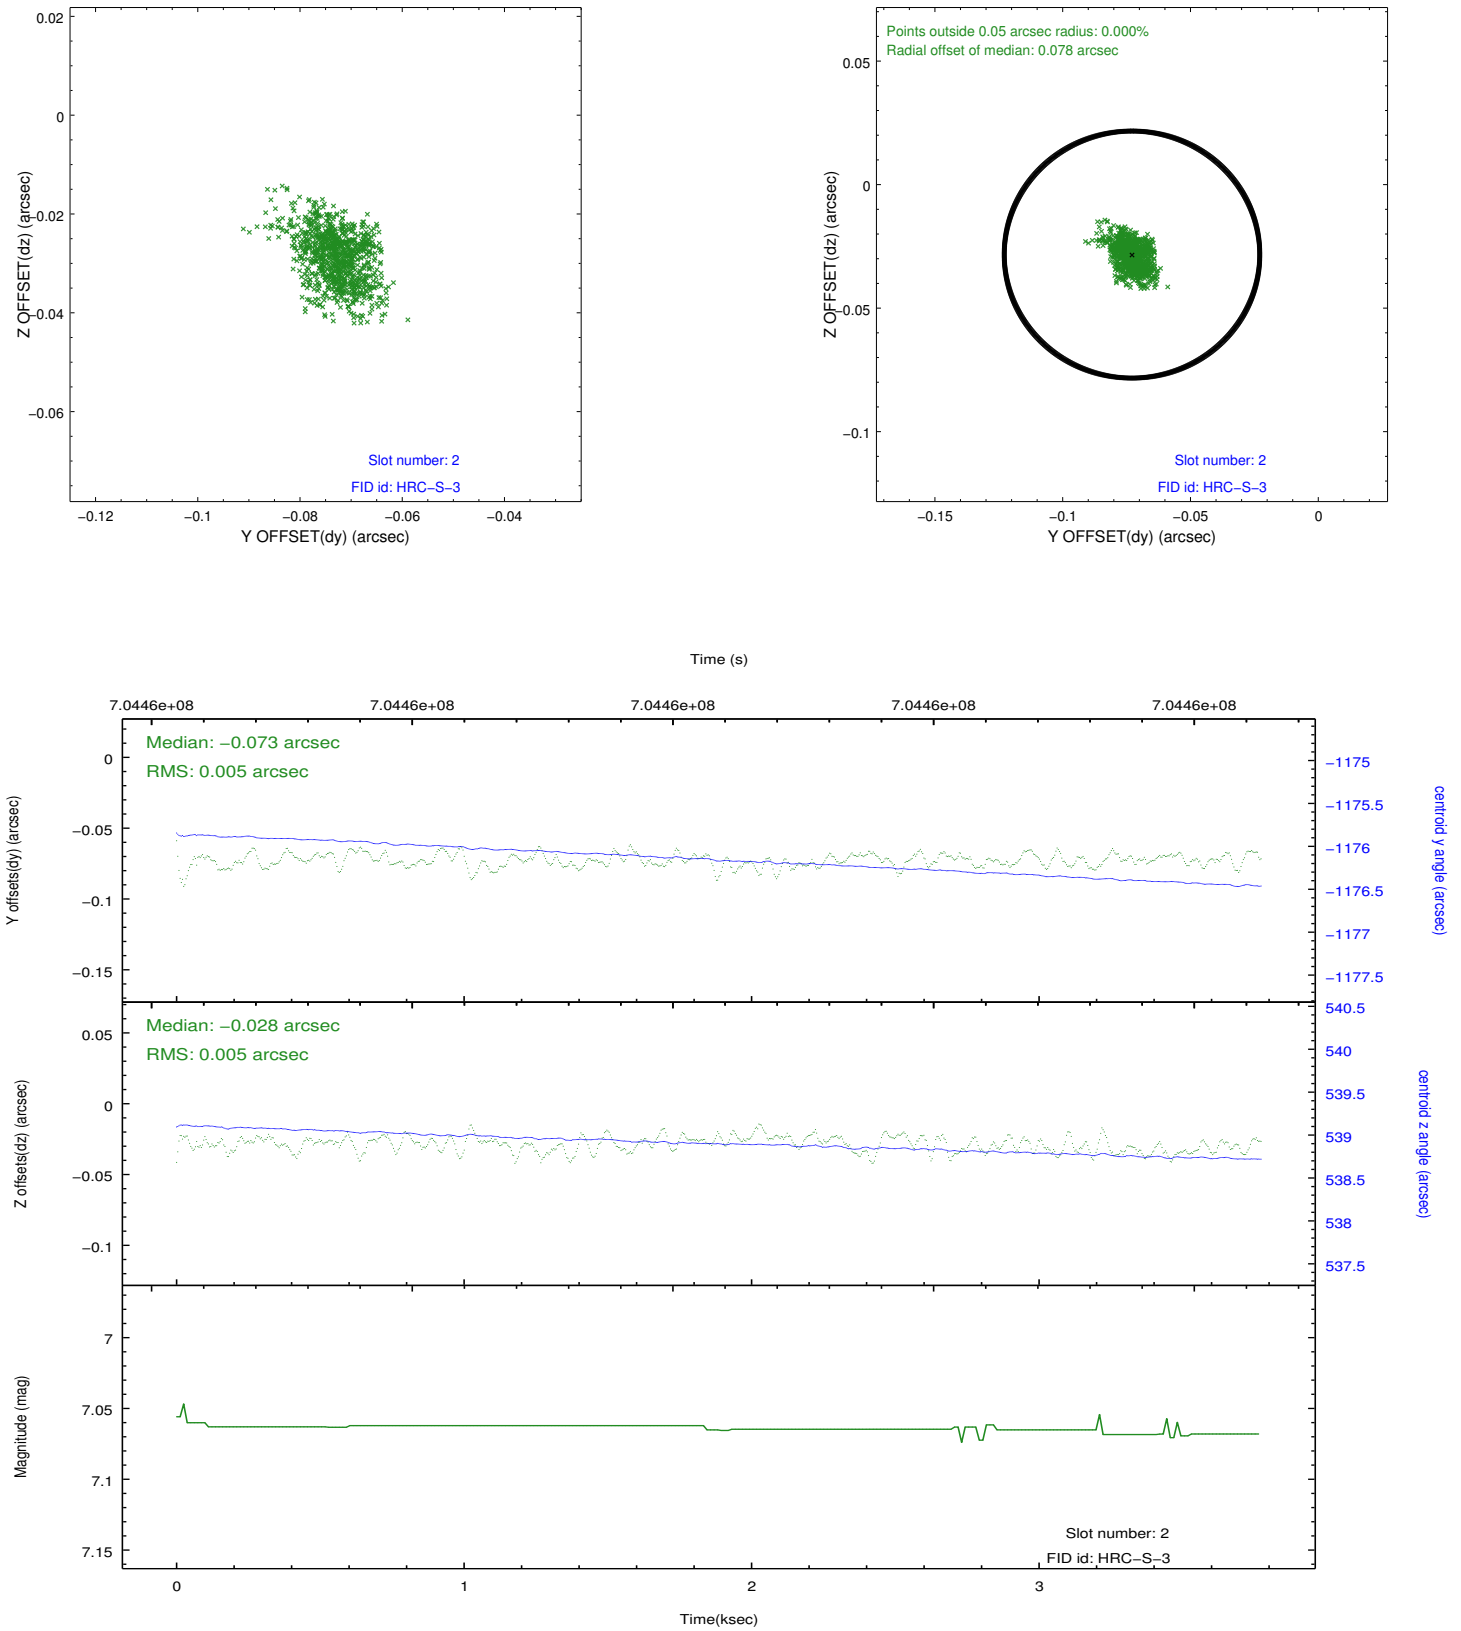 0.02
0
−0.02
−0.04
−0.06
Z OFFSET(dz) (arcsec)
Slot number: 2
FID id: HRC−S−3
−0.12 −0.1 −0.08 −0.06 −0.04
Y OFFSET(dy) (arcsec)
Points outside 0.05 arcsec radius: 0.000%
Radial offset of median: 0.078 arcsec
0.05
0
−0.05
−0.1
Z OFFSET(dz) (arcsec)
Slot number: 2
FID id: HRC−S−3
−0.15 −0.1 −0.05 0
Y OFFSET(dy) (arcsec)
Time (s)
7.0446e+08 7.0446e+08 7.0446e+08 7.0446e+08 7.0446e+08
Median: −0.073 arcsec
RMS: 0.005 arcsec
0
−0.05
−0.1
−0.15
Y offsets(dy) (arcsec)
−1175
−1175.5
−1176
−1176.5
−1177
−1177.5
centroid y angle (arcsec)
Median: −0.028 arcsec
RMS: 0.005 arcsec
0.05
0
−0.05
−0.1
Z offsets(dz) (arcsec)
540.5
540
539.5
539
538.5
538
537.5
centroid z angle (arcsec)
7
7.05
7.1
7.15
Magnitude (mag)
Slot number: 2
FID id: HRC−S−3
0 1 2 3
Time(ksec)